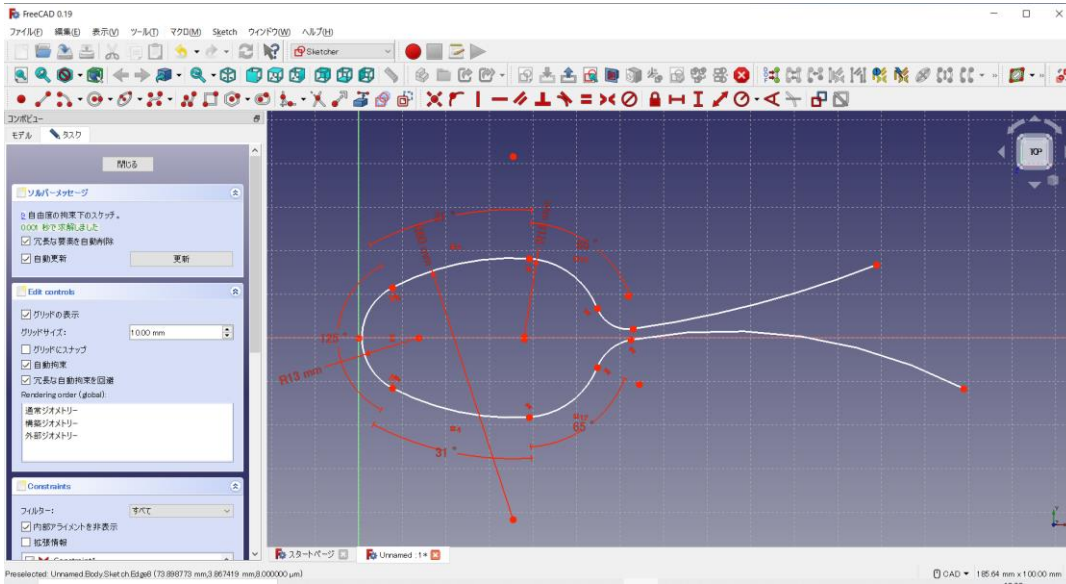 FreeCAD 0.19
ファイル(F) 編集(E) 表示(V) ツール(T) マクロ(M) Sketch ウィンドウ(W) ヘルプ(H)
Sketcher
コンボビュー
モデル タスク
閉じる
ソルバーメッセージ
自由度の拘束下のスケッチ。
0.001 秒で求解しました
冗長な要素を自動削除
自動更新 更新
Edit controls
グリッドの表示
グリッドサイズ: 10.00 mm
グリッドにスナップ
自動拘束
冗長な自動拘束を回避
Rendering order (global):
通常ジオメトリー
構築ジオメトリー
外部ジオメトリー
Constraints
フィルター: すべて
内部アライメントを非表示
拡張情報
TOP
125 °
R13 mm
31 °
65 °
スタートページ Unnamed : 1*
Preselected: Unnamed.Body.Sketch.Edge8 (73.898773 mm,3.867419 mm,8.000000 µm) CAD 185.64 mm x 100.00 mm